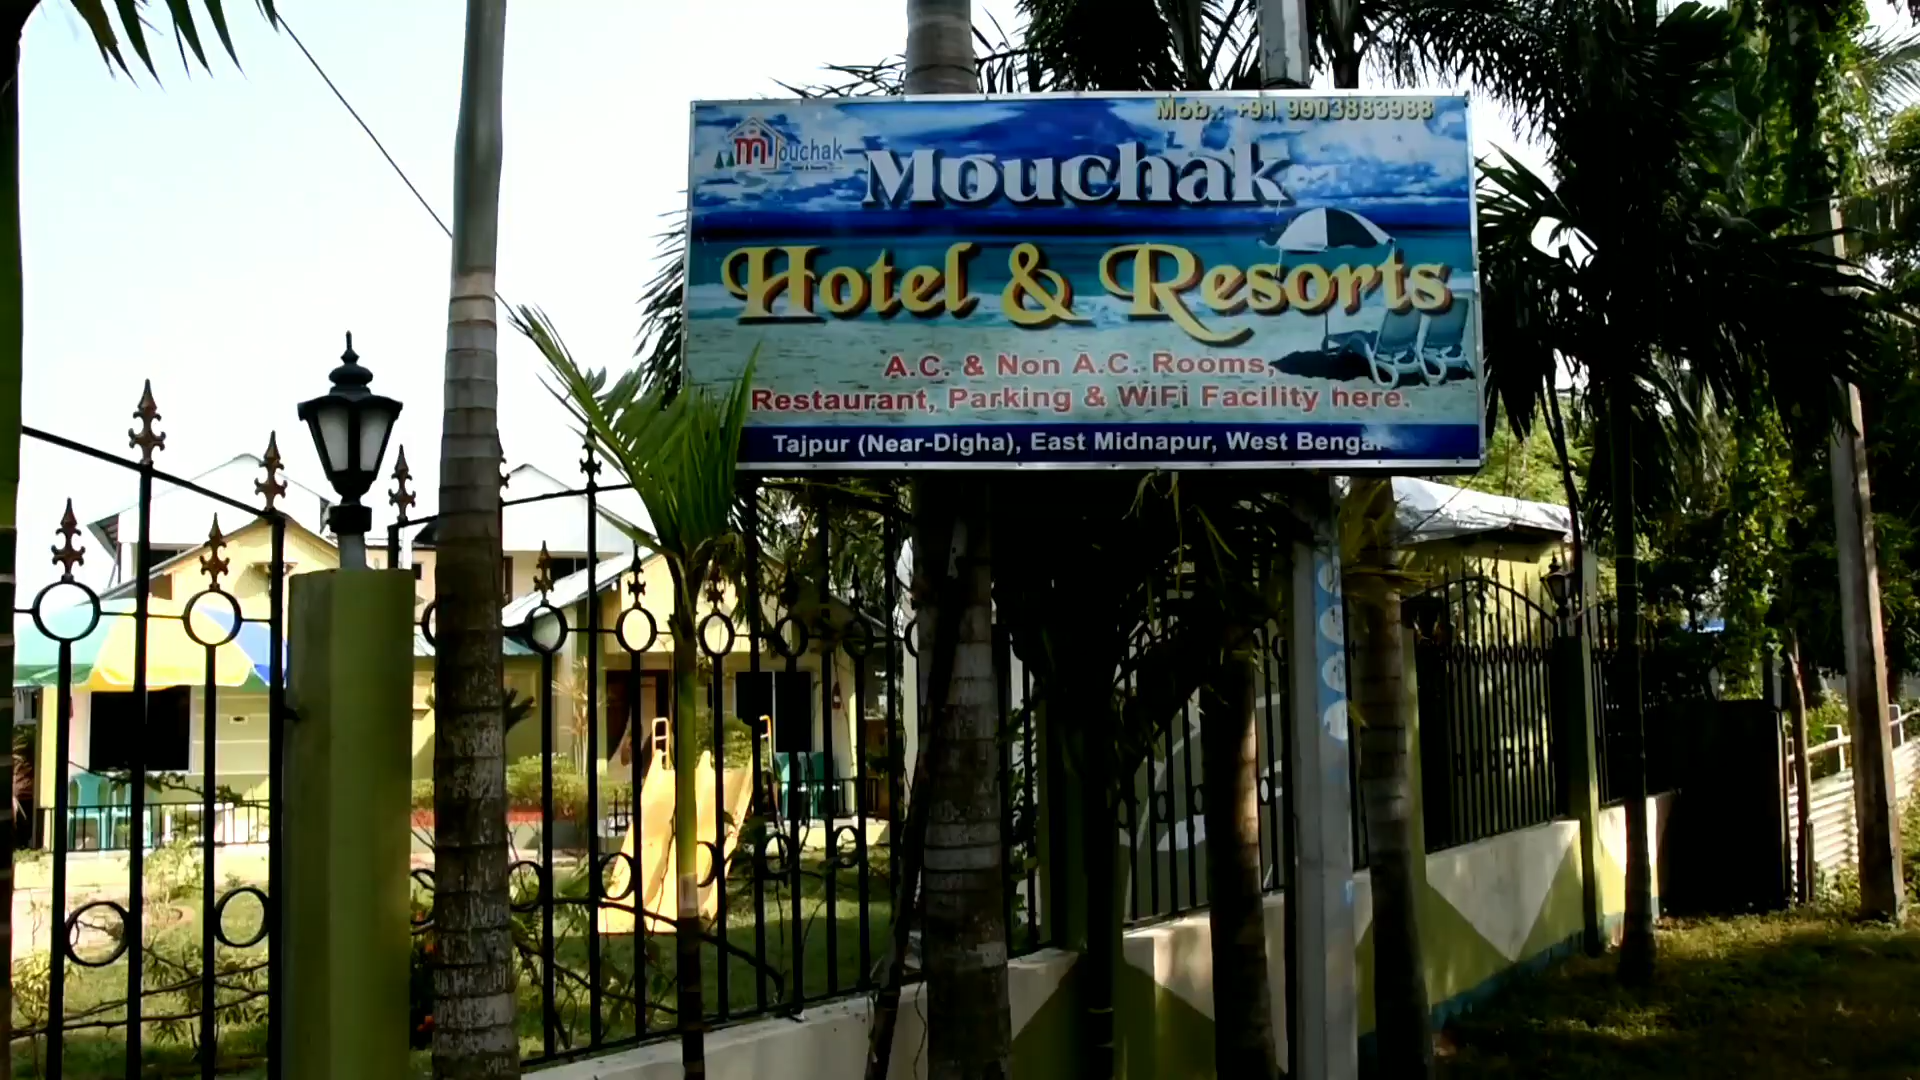 Mob.: +91 9903883988
Mouchak
Mouchak
Hotel & Resorts
A.C. & Non A.C. Rooms,
Restaurant, Parking & WiFi Facility here.
Tajpur (Near-Digha), East Midnapur, West Bengal